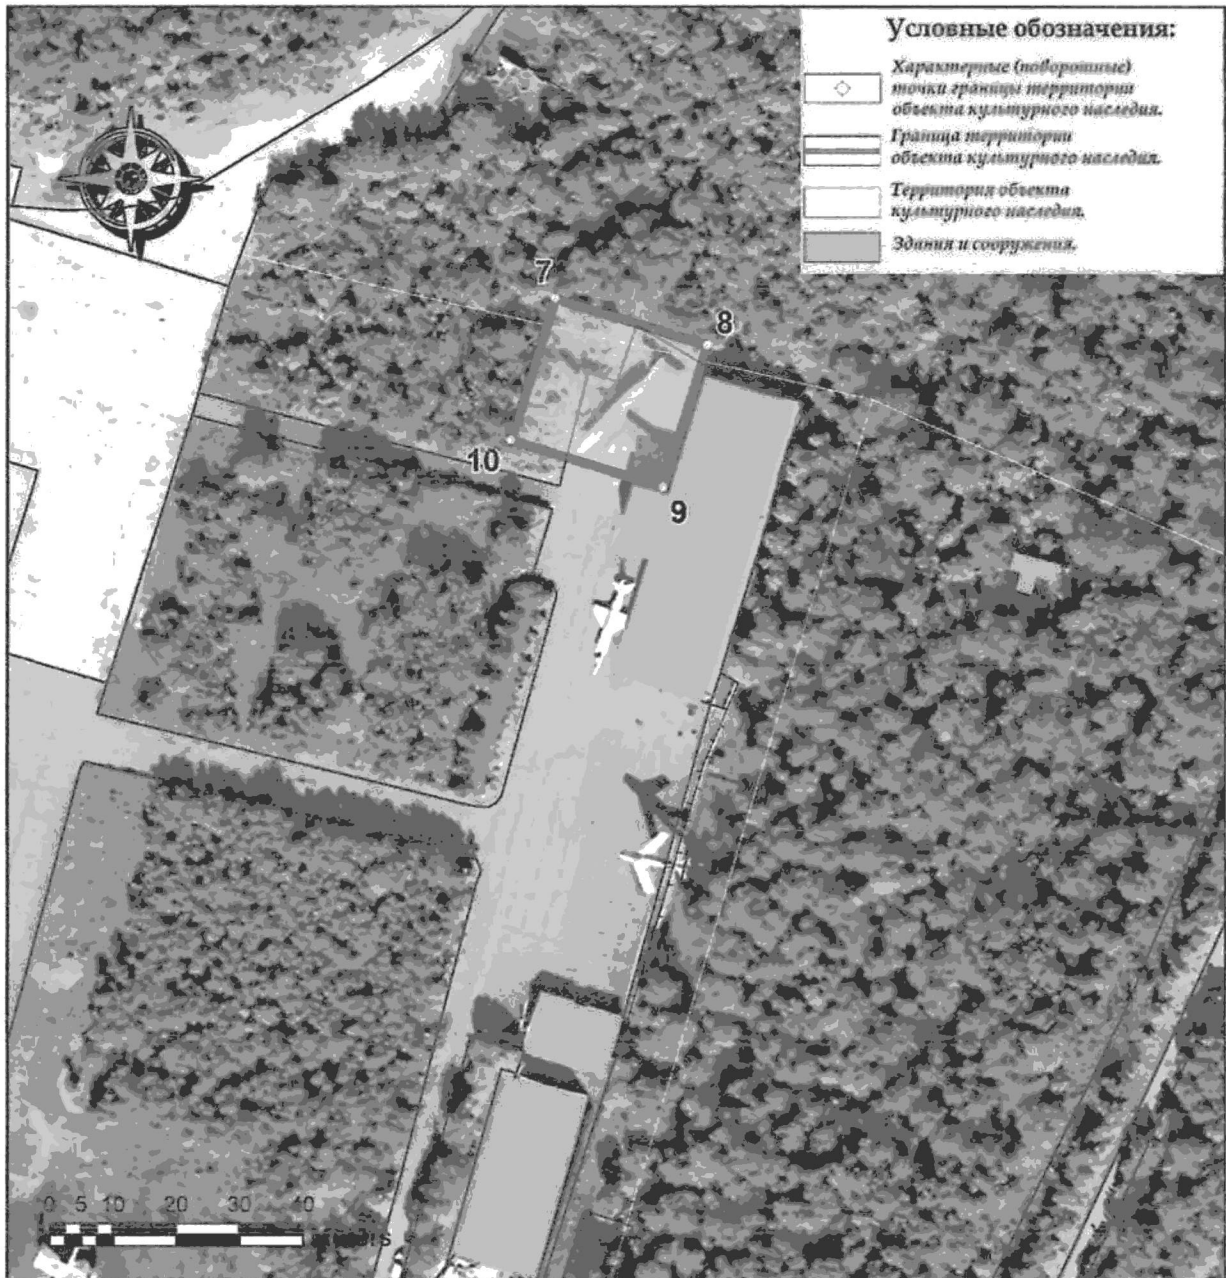 Условные обозначения:
Характерные (поворотные)
точки границы территории
объекта культурного наследия.
Граница территории
объекта культурного наследия.
Территория объекта
культурного наследия.
Здания и сооружения.
7
8
10
9
0 5 10 20 30 40